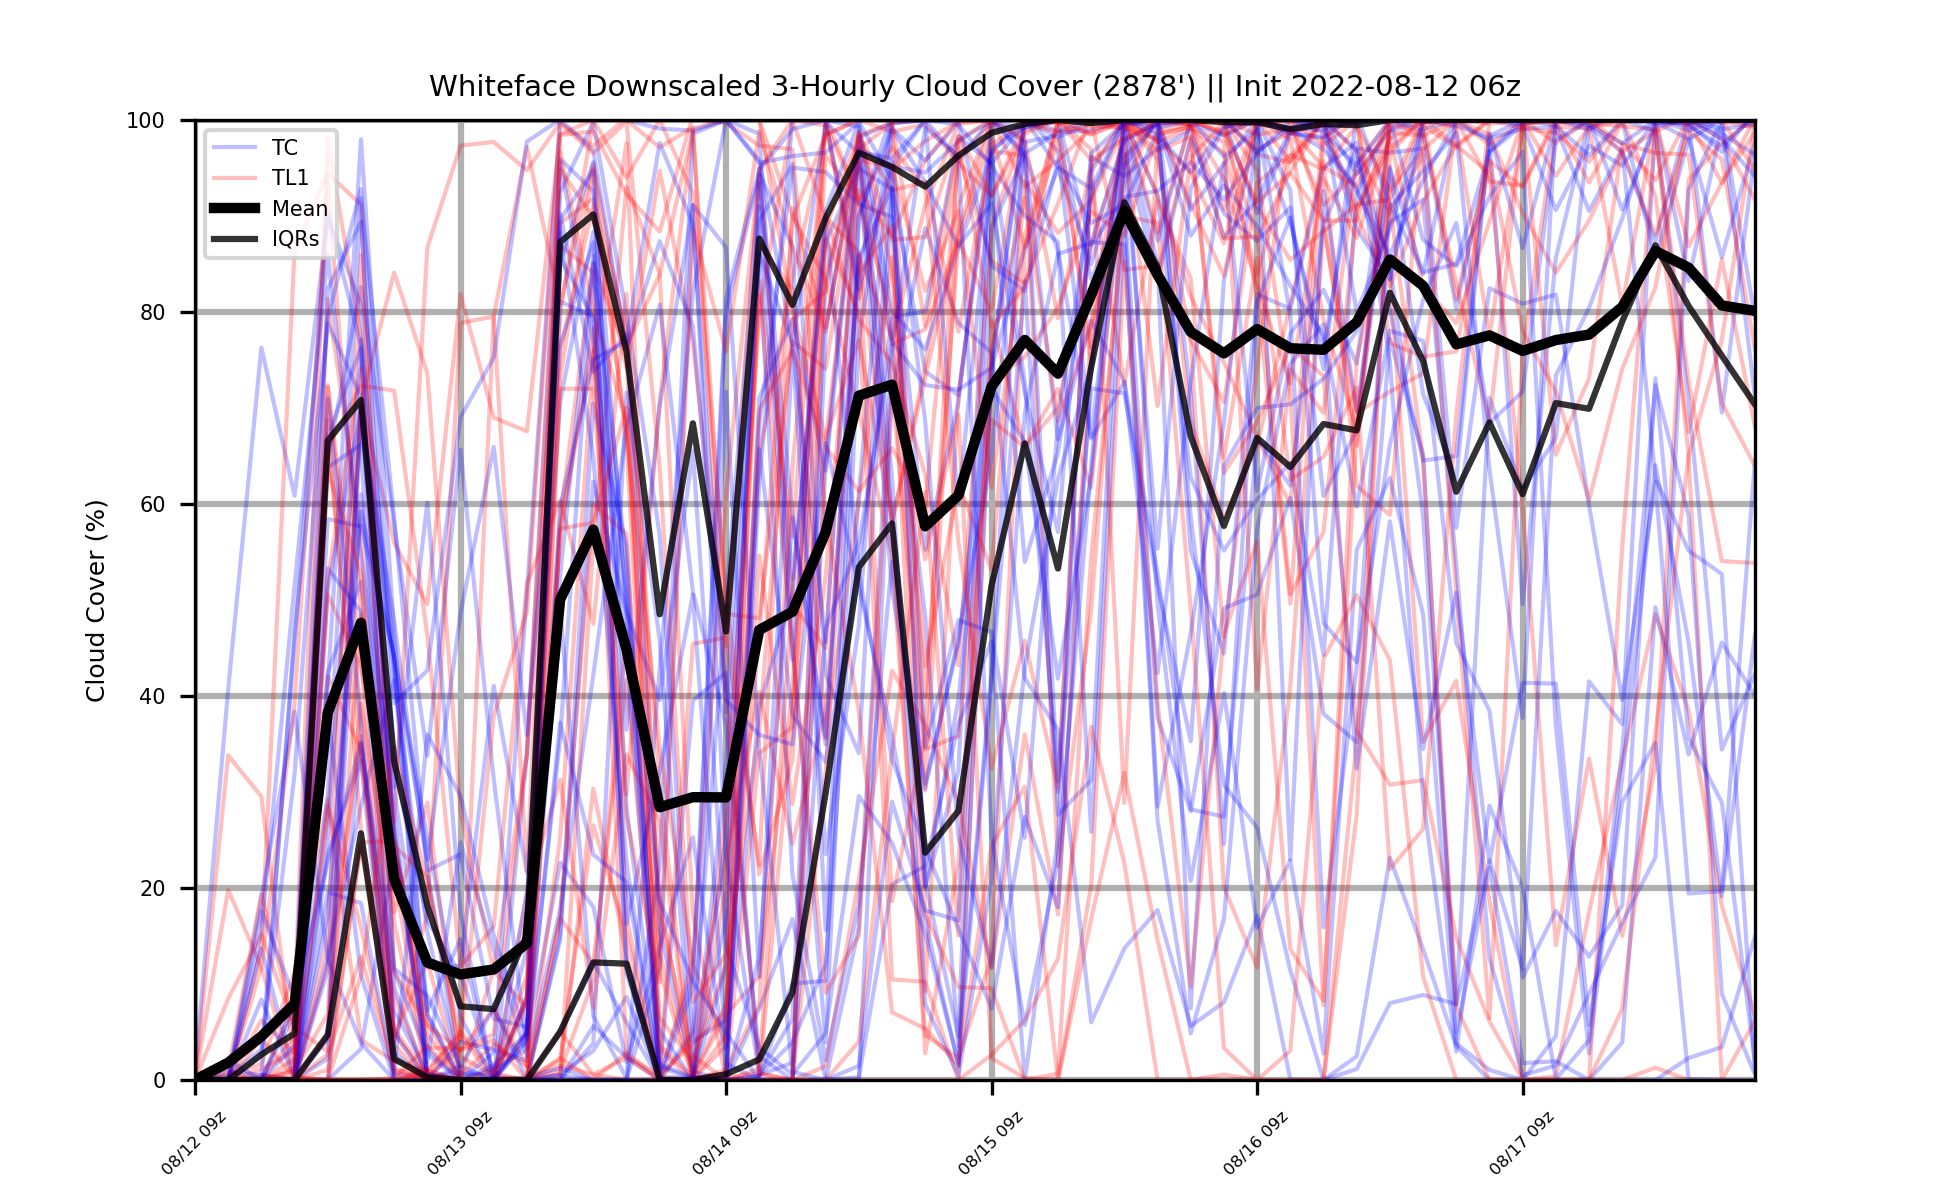 Whiteface Downscaled 3-Hourly Cloud Cover (2878') || Init 2022-08-12 06z
100
80
60
40
20
0
Cloud Cover (%)
TC
TL1
Mean
IQRs
08/12 09z
08/13 09z
08/14 09z
08/15 09z
08/16 09z
08/17 09z